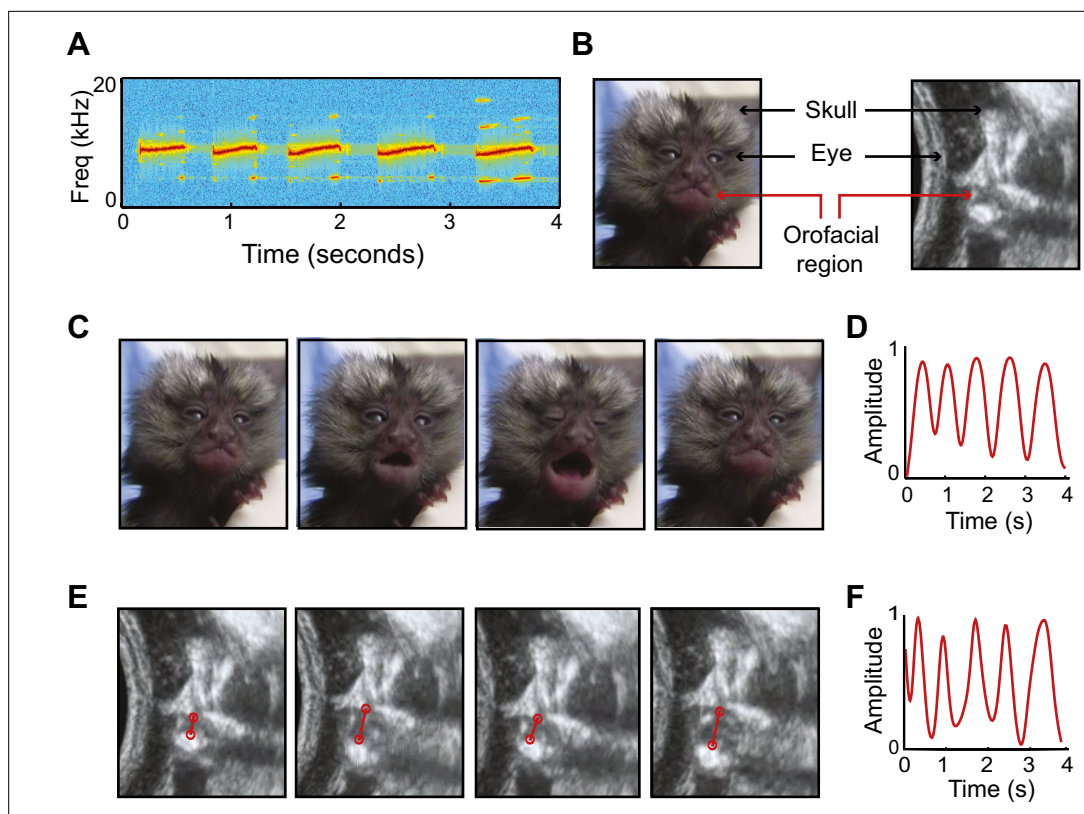 A
20
Freq (kHz)
0
0 1 2 3 4
Time (seconds)
B
Skull
Eye
Orofacial
region
C
D
1
Amplitude
0
0 1 2 3 4
Time (s)
E
F
1
Amplitude
0
0 1 2 3 4
Time (s)